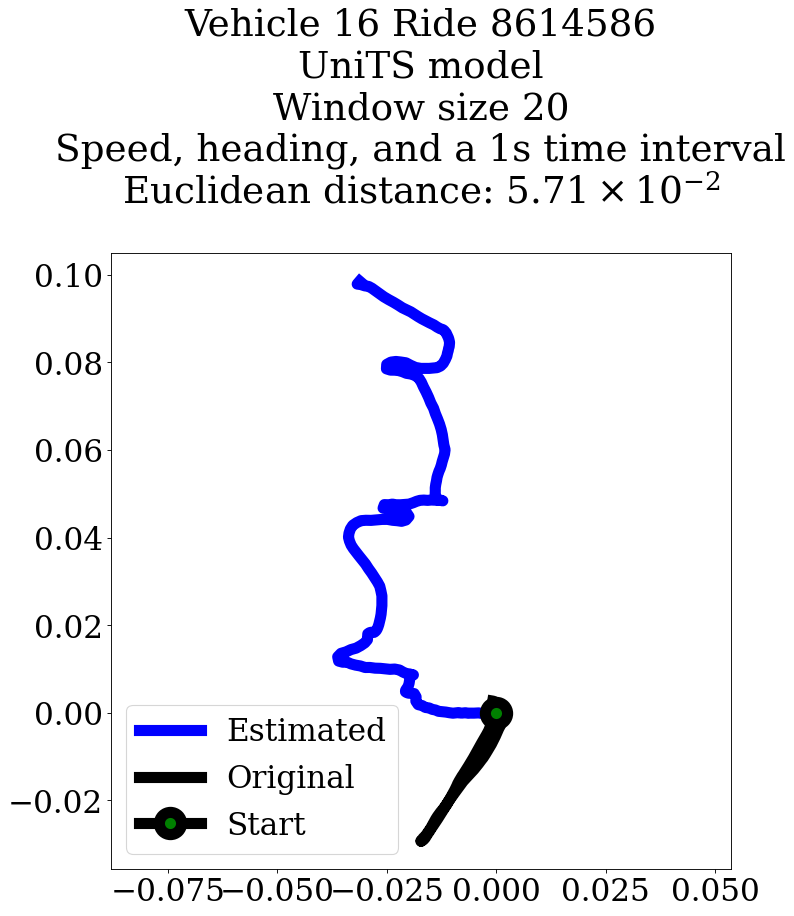 Vehicle 16 Ride 8614586
UniTS model
Window size 20
Speed, heading, and a 1s time interval
Euclidean distance: 5.71 × 10⁻²
0.10
0.08
0.06
0.04
0.02
0.00
−0.02
Estimated
Original
Start
−0.075 −0.050 −0.025 0.000 0.025 0.050